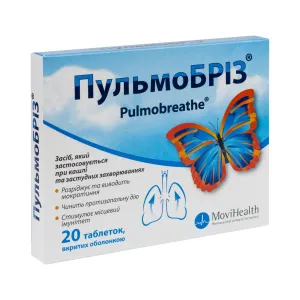 ПульмоБРІЗ®
Pulmobreathe®
Засіб, який
застосовується
при кашлі
та застудних захворюваннях
• Розріджує та виводить
мокротиння
• Чинить протизапальну дію
• Стимулює місцевий
імунітет
20 таблеток,
вкритих оболонкою
MoviHealth